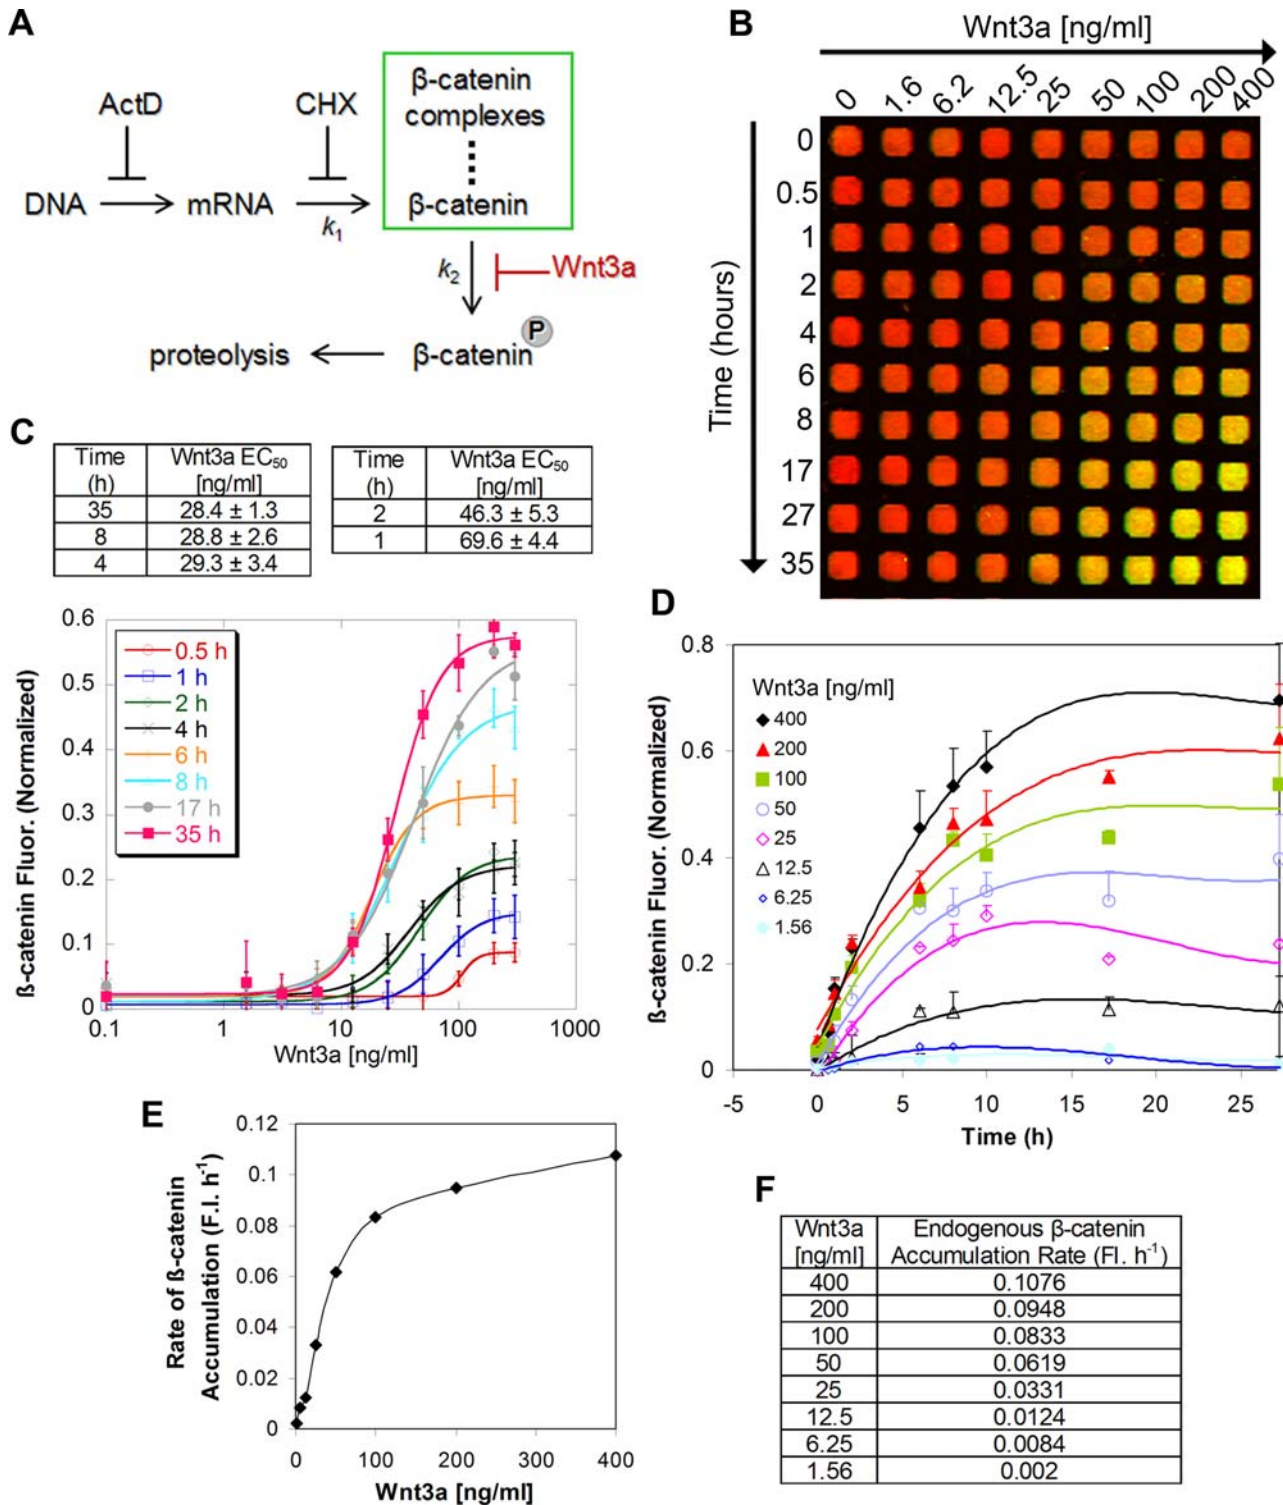 A
ActD
CHX
β-catenin
complexes
DNA
mRNA
k1
β-catenin
k2
Wnt3a
P
proteolysis
β-catenin
B
Wnt3a [ng/ml]
0 1.6 6.2 12.5 25 50 100 200 400
Time (hours)
0
0.5
1
2
4
6
8
17
27
35
C
Time (h) Wnt3a EC50 [ng/ml]
35 28.4 ± 1.3
8 28.8 ± 2.6
4 29.3 ± 3.4
Time (h) Wnt3a EC50 [ng/ml]
2 46.3 ± 5.3
1 69.6 ± 4.4
ß-catenin Fluor. (Normalized)
0.6
0.5
0.4
0.3
0.2
0.1
0
0.5 h
1 h
2 h
4 h
6 h
8 h
17 h
35 h
0.1 1 10 100 1000
Wnt3a [ng/ml]
D
ß-catenin Fluor. (Normalized)
0.8
0.6
0.4
0.2
0
Wnt3a [ng/ml]
400
200
100
50
25
12.5
6.25
1.56
-5 0 5 10 15 20 25
Time (h)
E
Rate of ß-catenin
Accumulation (F.I. h-1)
0.12
0.1
0.08
0.06
0.04
0.02
0
0 100 200 300 400
Wnt3a [ng/ml]
F
Wnt3a Endogenous β-catenin
[ng/ml] Accumulation Rate (FI. h-1)
400 0.1076
200 0.0948
100 0.0833
50 0.0619
25 0.0331
12.5 0.0124
6.25 0.0084
1.56 0.002